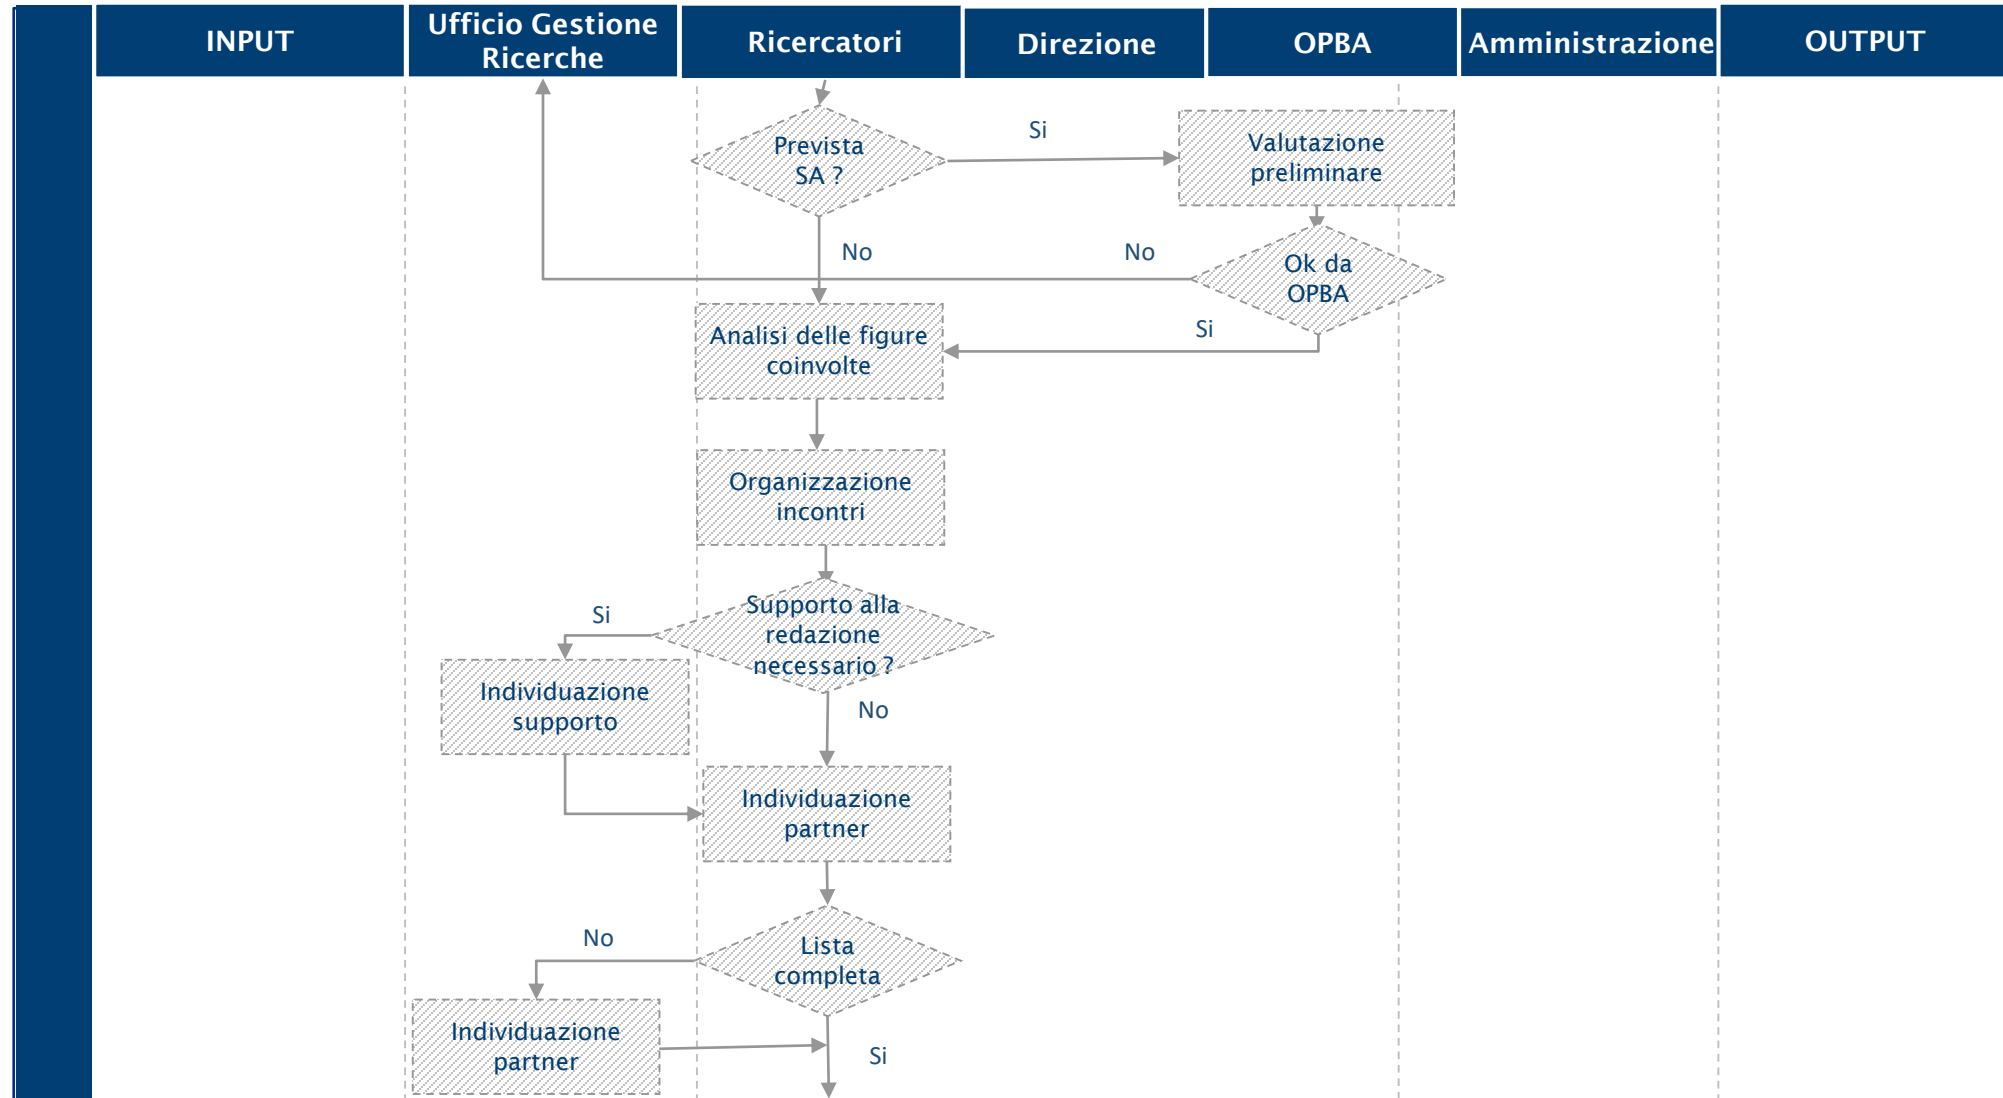 INPUT
Ufficio Gestione
Ricerche
Ricercatori
Direzione
OPBA
Amministrazione
OUTPUT
Prevista
SA ?
Si
Valutazione
preliminare
No
No
Ok da
OPBA
Analisi delle figure
coinvolte
Si
Organizzazione
incontri
Supporto alla
redazione
necessario ?
Si
Individuazione
supporto
No
Individuazione
partner
Lista
completa
No
Individuazione
partner
Si